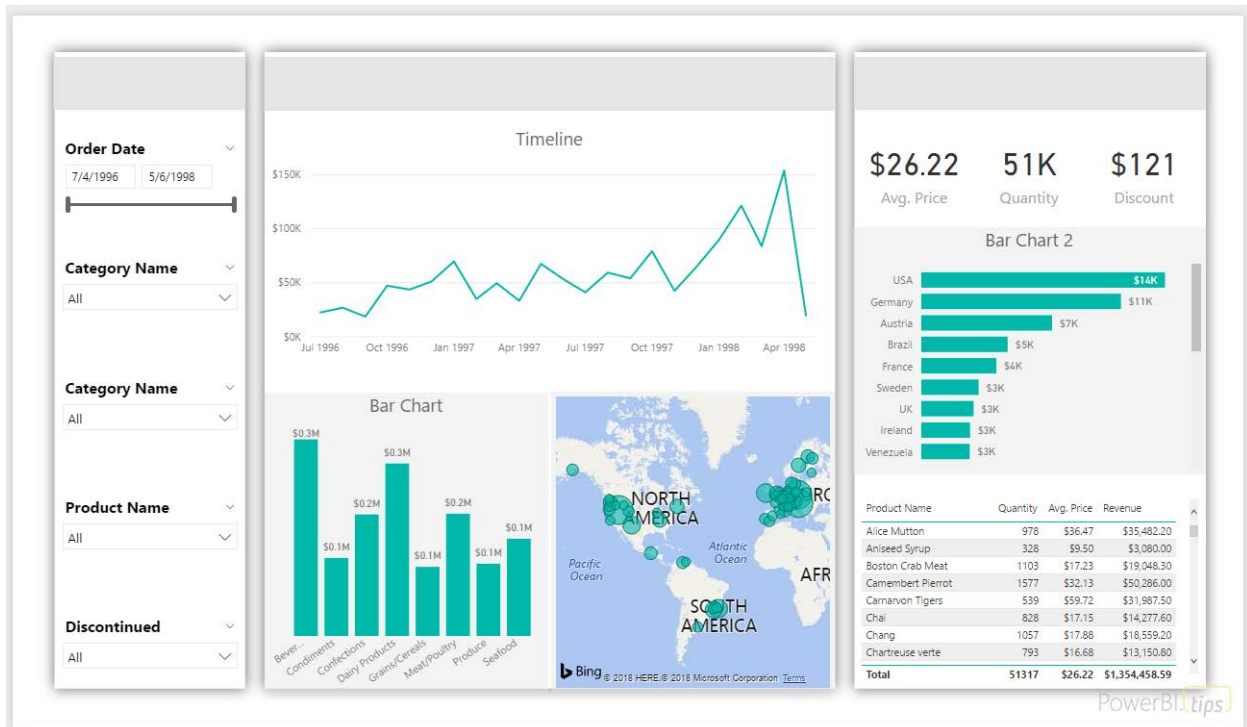 Order Date
7/4/1996 5/6/1998
Category Name
All
Category Name
All
Product Name
All
Discontinued
All
Timeline
$150K
$100K
$50K
$0K
Jul 1996 Oct 1996 Jan 1997 Apr 1997 Jul 1997 Oct 1997 Jan 1998 Apr 1998
Bar Chart
$0.3M
$0.1M
$0.2M
$0.3M
$0.1M
$0.2M
$0.1M
$0.1M
Bever... Condiments Confections Dairy Products Grains/Cereals Meat/Poultry Produce Seafood
NORTH
AMERICA
Pacific
Ocean
Atlantic
Ocean
AFR
SOUTH
AMERICA
Bing © 2018 HERE, © 2018 Microsoft Corporation Terms
$26.22 51K $121
Avg. Price Quantity Discount
Bar Chart 2
USA $14K
Germany $11K
Austria $7K
Brazil $5K
France $4K
Sweden $3K
UK $3K
Ireland $3K
Venezuela $3K
Product Name Quantity Avg. Price Revenue
Alice Mutton 978 $36.47 $35,482.20
Aniseed Syrup 328 $9.50 $3,080.00
Boston Crab Meat 1103 $17.23 $19,048.30
Camembert Pierrot 1577 $32.13 $50,286.00
Carnarvon Tigers 539 $59.72 $31,987.50
Chai 828 $17.15 $14,277.60
Chang 1057 $17.88 $18,559.20
Chartreuse verte 793 $16.68 $13,150.80
Total 51317 $26.22 $1,354,458.59
PowerBI.tips